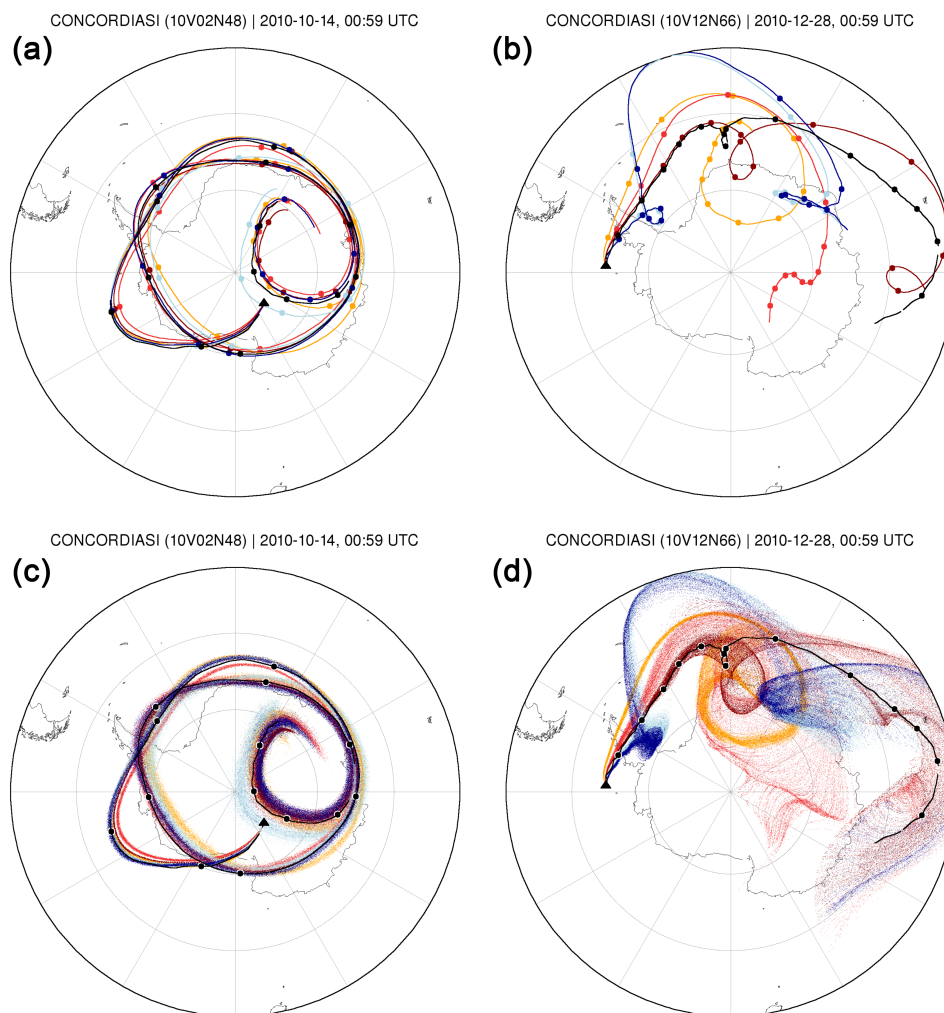 CONCORDIASI (10V02N48) | 2010-10-14, 00:59 UTC
(a)
CONCORDIASI (10V12N66) | 2010-12-28, 00:59 UTC
(b)
CONCORDIASI (10V02N48) | 2010-10-14, 00:59 UTC
(c)
CONCORDIASI (10V12N66) | 2010-12-28, 00:59 UTC
(d)